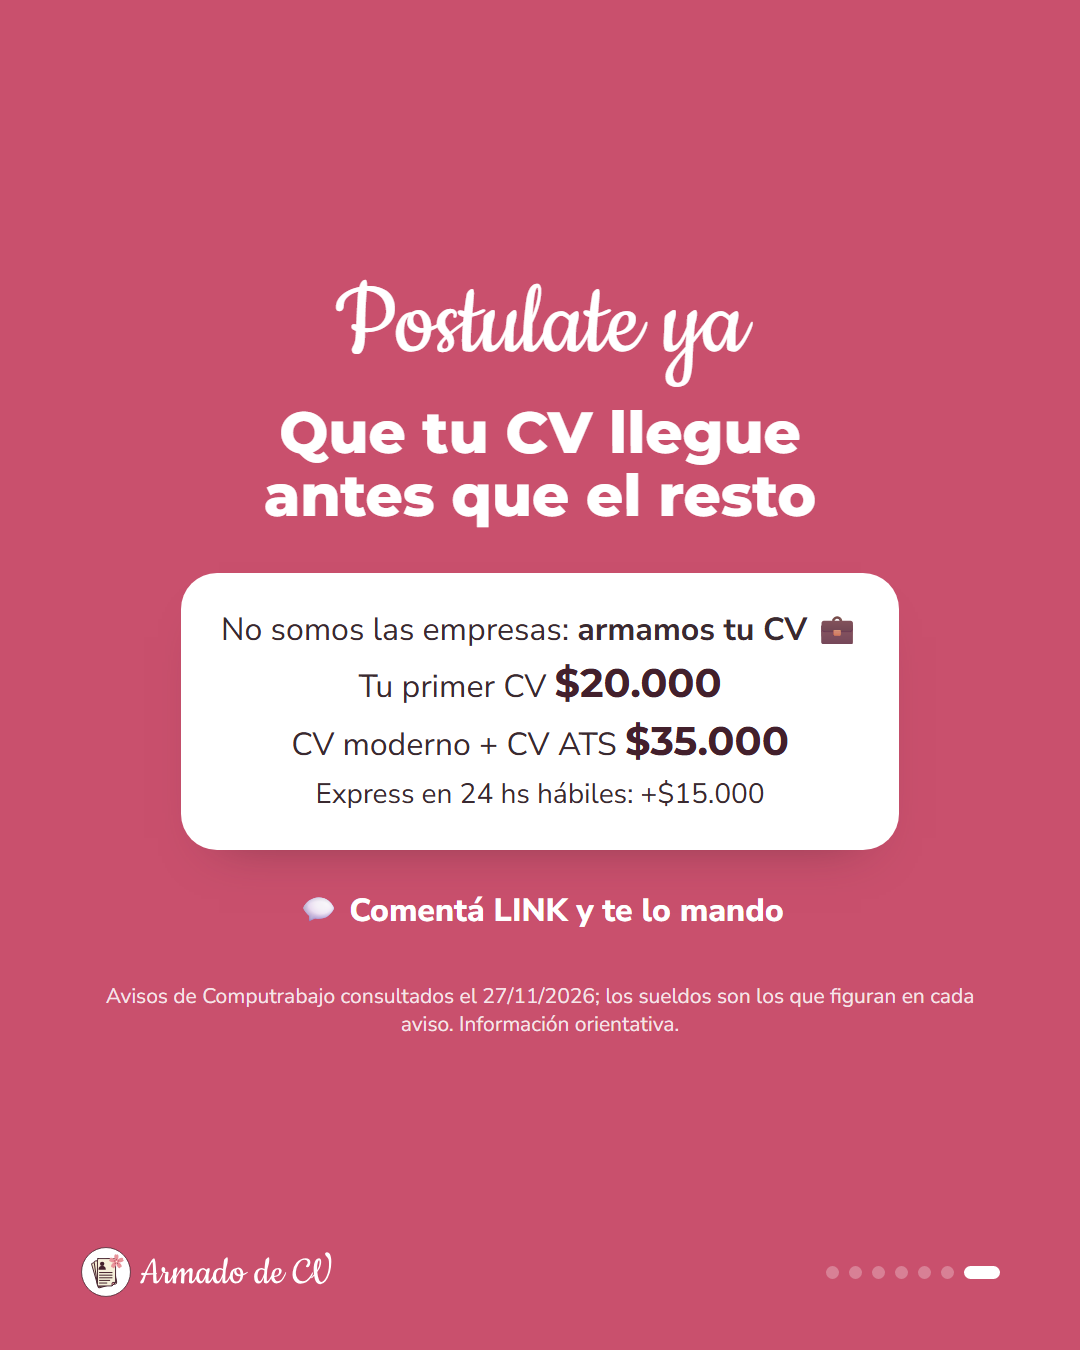 Postulate ya
Que tu CV llegue
antes que el resto
No somos las empresas: armamos tu CV 💼
Tu primer CV $20.000
CV moderno + CV ATS $35.000
Express en 24 hs hábiles: +$15.000
💬 Comentá LINK y te lo mando
Avisos de Computrabajo consultados el 27/11/2026; los sueldos son los que figuran en cada
aviso. Información orientativa.
Armado de CV